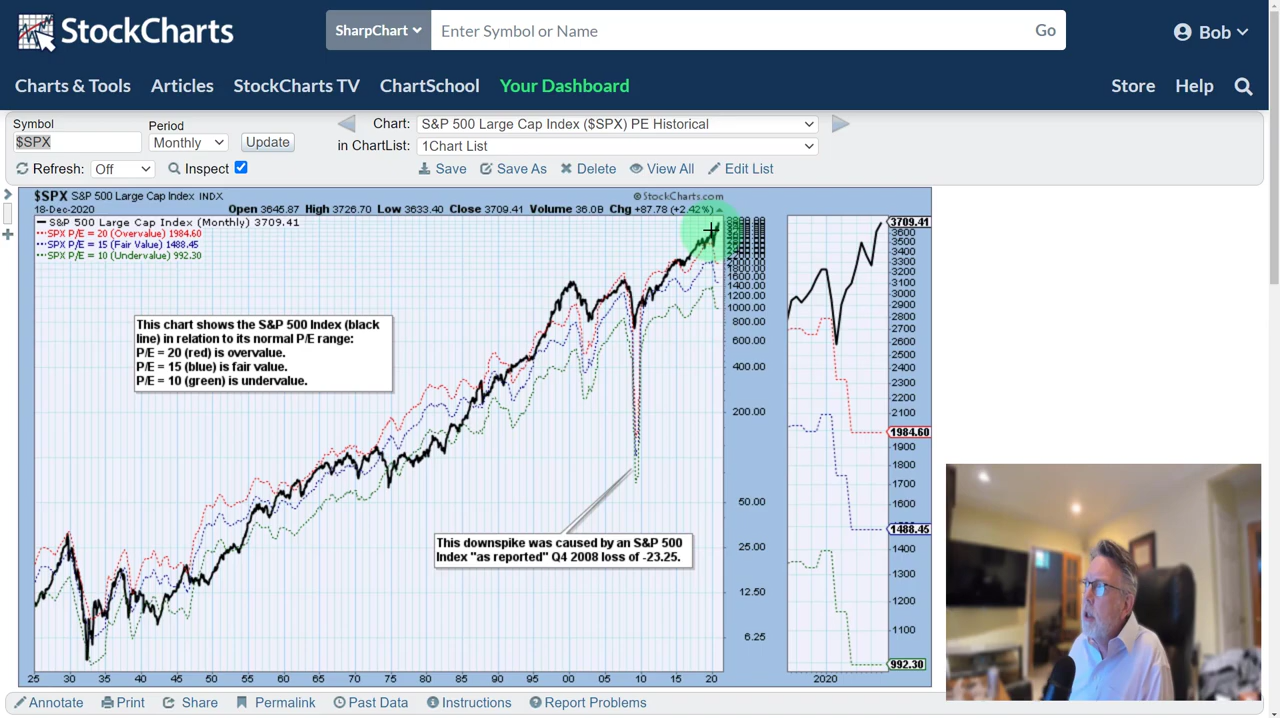 StockCharts
SharpChart
Enter Symbol or Name
Go
Bob
Charts & Tools
Articles
StockCharts TV
ChartSchool
Your Dashboard
Store
Help
Symbol
$SPX
Period
Monthly
Update
Chart:
S&P 500 Large Cap Index ($SPX) PE Historical
in ChartList:
1Chart List
Refresh:
Off
Inspect
Save
Save As
Delete
View All
Edit List
$SPX S&P 500 Large Cap Index INDX
© StockCharts.com
18-Dec-2020
Open 3645.87 High 3726.70 Low 3633.40 Close 3709.41 Volume 36.0B Chg +87.78 (+2.42%)
S&P 500 Large Cap Index (Monthly) 3709.41
SPX P/E = 20 (Overvalue) 1984.60
SPX P/E = 15 (Fair Value) 1488.45
SPX P/E = 10 (Undervalue) 992.30
This chart shows the S&P 500 Index (black
line) in relation to its normal P/E range:
P/E = 20 (red) is overvalue.
P/E = 15 (blue) is fair value.
P/E = 10 (green) is undervalue.
This downspike was caused by an S&P 500
Index "as reported" Q4 2008 loss of -23.25.
1800.00
1600.00
1400.00
1200.00
1000.00
800.00
600.00
400.00
200.00
50.00
25.00
12.50
6.25
25 30 35 40 45 50 55 60 65 70 75 80 85 90 95 00 05 10 15 20
3709.41
3600
3500
3400
3300
3200
3100
3000
2900
2800
2700
2600
2500
2400
2300
2200
2100
1984.60
1900
1800
1700
1600
1488.45
1400
1300
1200
1100
992.30
2020
Annotate
Print
Share
Permalink
Past Data
Instructions
Report Problems